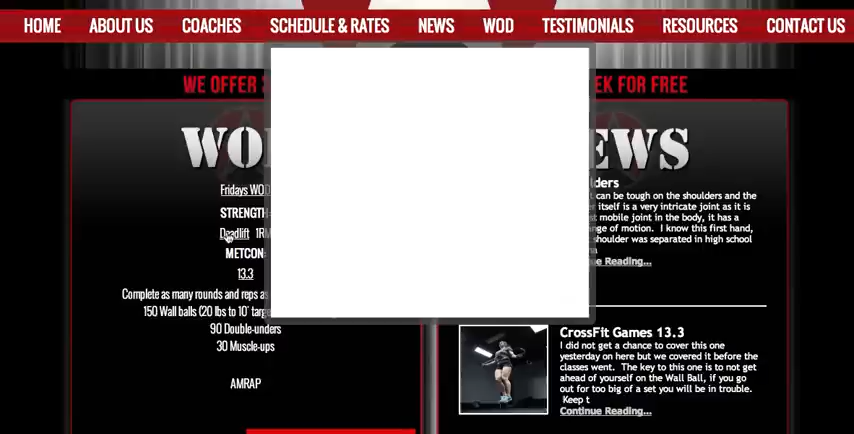 HOME ABOUT US COACHES SCHEDULE & RATES NEWS WOD TESTIMONIALS RESOURCES CONTACT US
WE OFFER
EK FOR FREE
WO
Fridays WOD
STRENGTH
Deadlift 1RM
METCON:
13.3
Complete as many rounds and reps as
150 Wall balls (20 lbs to 10' targe
90 Double-unders
30 Muscle-ups
AMRAP
EWS
lders
t can be tough on the shoulders and the
er itself is a very intricate joint as it is
st mobile joint in the body, it has a
nge of motion. I know this first hand,
shoulder was separated in high school
na
ue Reading...
CrossFit Games 13.3
I did not get a chance to cover this one
yesterday on here but we covered it before the
classes went. The key to this one is to not get
ahead of yourself on the Wall Ball, if you go
out for too big of a set you will be in trouble.
Keep t
Continue Reading...